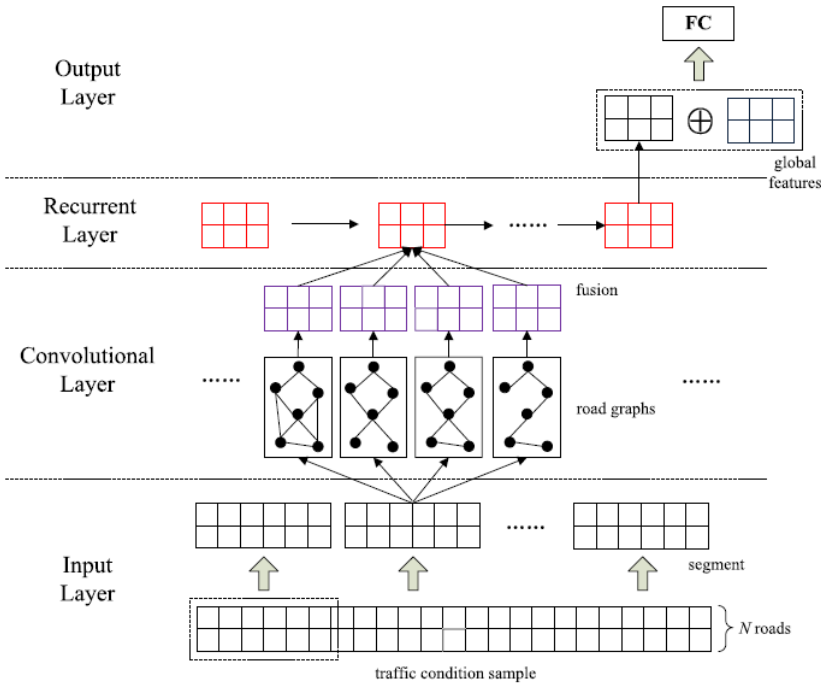 FC
Output
Layer
global
features
Recurrent
Layer
......
fusion
Convolutional
Layer
......
......
road graphs
......
segment
Input
Layer
N roads
traffic condition sample